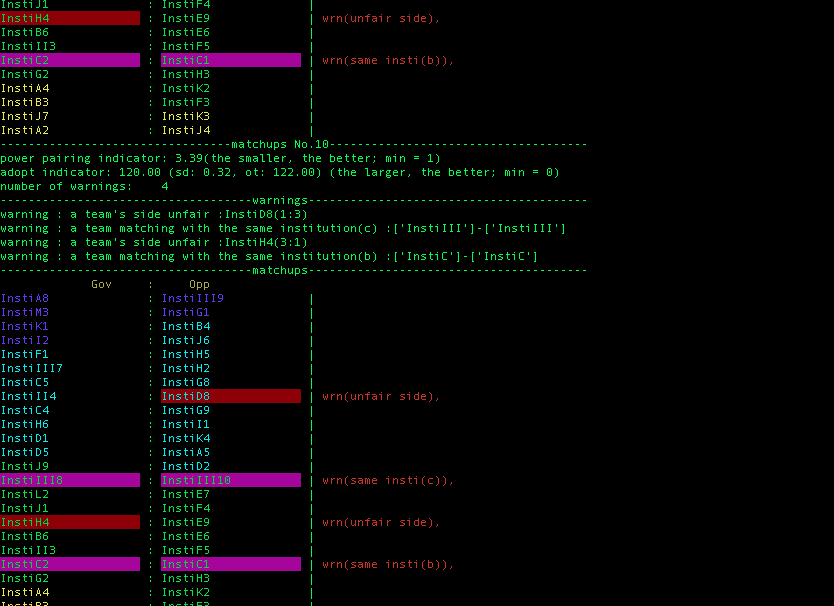 InstiJ1 : InstiF4 |
InstiH4 : InstiE9 | wrn(unfair side),
InstiB6 : InstiE6 |
InstiII3 : InstiF5 |
InstiC2 : InstiC1 | wrn(same insti(b)),
InstiG2 : InstiH3 |
InstiA4 : InstiK2 |
InstiB3 : InstiF3 |
InstiJ7 : InstiK3 |
InstiA2 : InstiJ4 |
---------------------------------matchups No.10-------------------------------------
power pairing indicator: 3.39(the smaller, the better; min = 1)
adopt indicator: 120.00 (sd: 0.32, ot: 122.00) (the larger, the better; min = 0)
number of warnings: 4
------------------------------------warnings----------------------------------------
warning : a team's side unfair :InstiD8(1:3)
warning : a team matching with the same institution(c) :['InstiIII']-['InstiIII']
warning : a team's side unfair :InstiH4(3:1)
warning : a team matching with the same institution(b) :['InstiC']-['InstiC']
------------------------------------matchups----------------------------------------
Gov : Opp
InstiA8 : InstiIII9 |
InstiM3 : InstiG1 |
InstiK1 : InstiB4 |
InstiI2 : InstiJ6 |
InstiF1 : InstiH5 |
InstiIII7 : InstiH2 |
InstiC5 : InstiG8 |
InstiII4 : InstiD8 | wrn(unfair side),
InstiC4 : InstiG9 |
InstiH6 : InstiI1 |
InstiD1 : InstiK4 |
InstiD5 : InstiA5 |
InstiJ9 : InstiD2 |
InstiIII8 : InstiIII10 | wrn(same insti(c)),
InstiL2 : InstiE7 |
InstiJ1 : InstiF4 |
InstiH4 : InstiE9 | wrn(unfair side),
InstiB6 : InstiE6 |
InstiII3 : InstiF5 |
InstiC2 : InstiC1 | wrn(same insti(b)),
InstiG2 : InstiH3 |
InstiA4 : InstiK2 |
InstiB3 : InstiF3 |